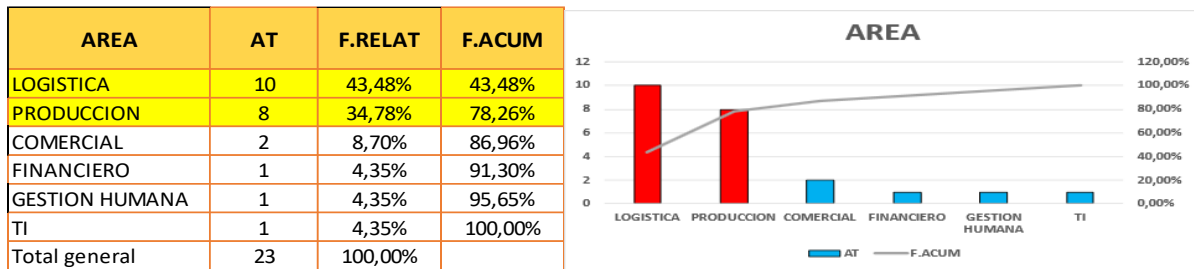 AREA AT F.RELAT F.ACUM
LOGISTICA 10 43,48% 43,48%
PRODUCCION 8 34,78% 78,26%
COMERCIAL 2 8,70% 86,96%
FINANCIERO 1 4,35% 91,30%
GESTION HUMANA 1 4,35% 95,65%
TI 1 4,35% 100,00%
Total general 23 100,00%
AREA
12 120,00%
10 100,00%
8 80,00%
6 60,00%
4 40,00%
2 20,00%
0 0,00%
LOGISTICA PRODUCCION COMERCIAL FINANCIERO GESTION TI
HUMANA
AT F.ACUM